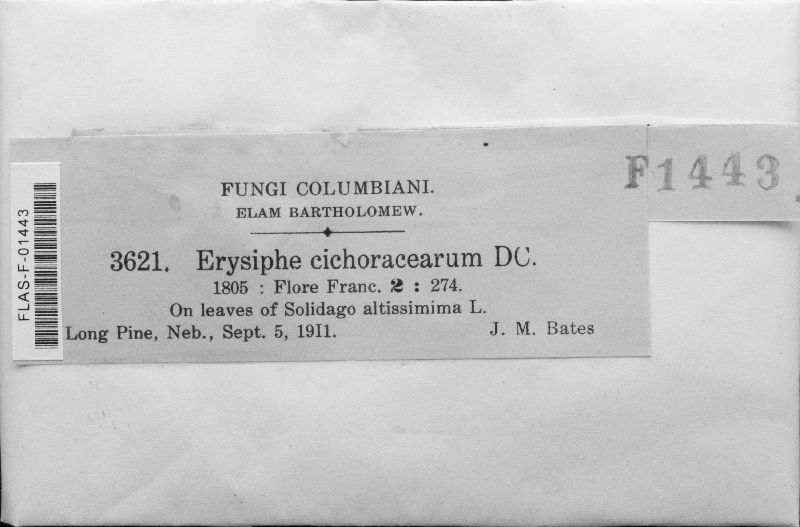 FUNGI COLUMBIANI.
ELAM BARTHOLOMEW.
F1443
3621. Erysiphe cichoracearum DC.
1805 : Flore Franc. 2 : 274.
On leaves of Solidago altissimima L.
Long Pine, Neb., Sept. 5, 19I1. J. M. Bates
FLAS-F-01443